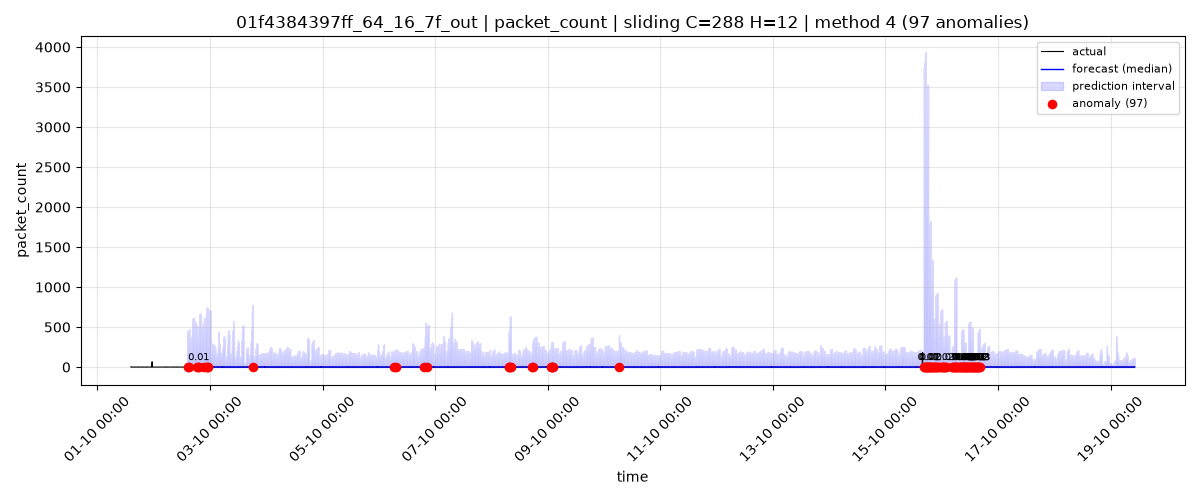 01f4384397ff_64_16_7f_out | packet_count | sliding C=288 H=12 | method 4 (97 anomalies)
actual
forecast (median)
prediction interval
anomaly (97)
packet_count
4000
3500
3000
2500
2000
1500
1000
500
0
0.01
01-10 00:00
03-10 00:00
05-10 00:00
07-10 00:00
09-10 00:00
11-10 00:00
13-10 00:00
15-10 00:00
17-10 00:00
19-10 00:00
time